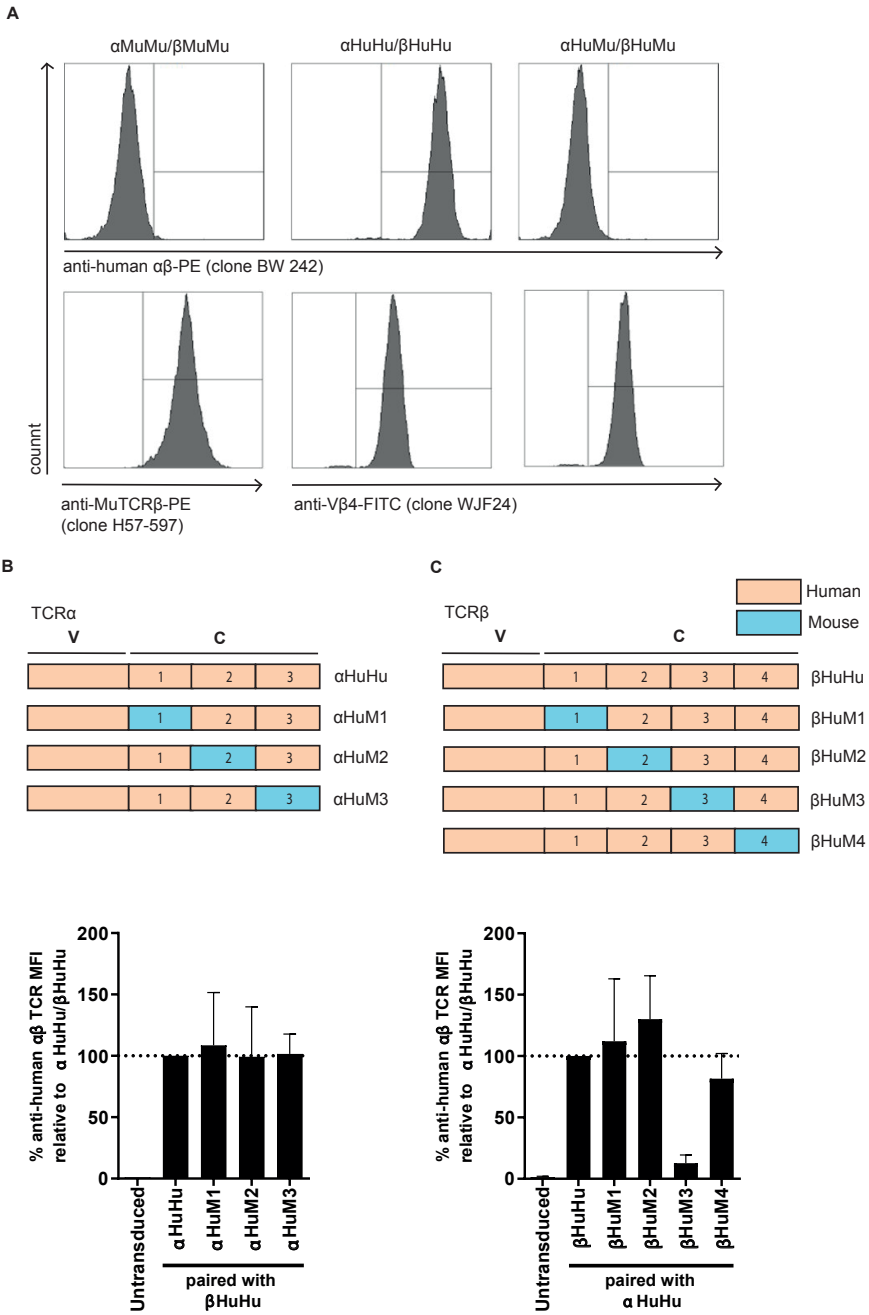 A
αMuMu/βMuMu
αHuHu/βHuHu
αHuMu/βHuMu
anti-human αβ-PE (clone BW 242)
counnt
anti-MuTCRβ-PE
(clone H57-597)
anti-Vβ4-FITC (clone WJF24)
B
TCRα
V C
1 2 3 αHuHu
1 2 3 αHuM1
1 2 3 αHuM2
1 2 3 αHuM3
C
Human
Mouse
TCRβ
V C
1 2 3 4 βHuHu
1 2 3 4 βHuM1
1 2 3 4 βHuM2
1 2 3 4 βHuM3
1 2 3 4 βHuM4
% anti-human αβ TCR MFI
relative to α HuHu/βHuHu
200
150
100
50
0
Untransduced
α HuHu
α HuM1
α HuM2
α HuM3
paired with
βHuHu
% anti-human αβ TCR MFI
relative to α HuHu/βHuHu
200
150
100
50
0
Untransduced
βHuHu
βHuM1
βHuM2
βHuM3
βHuM4
paired with
α HuHu